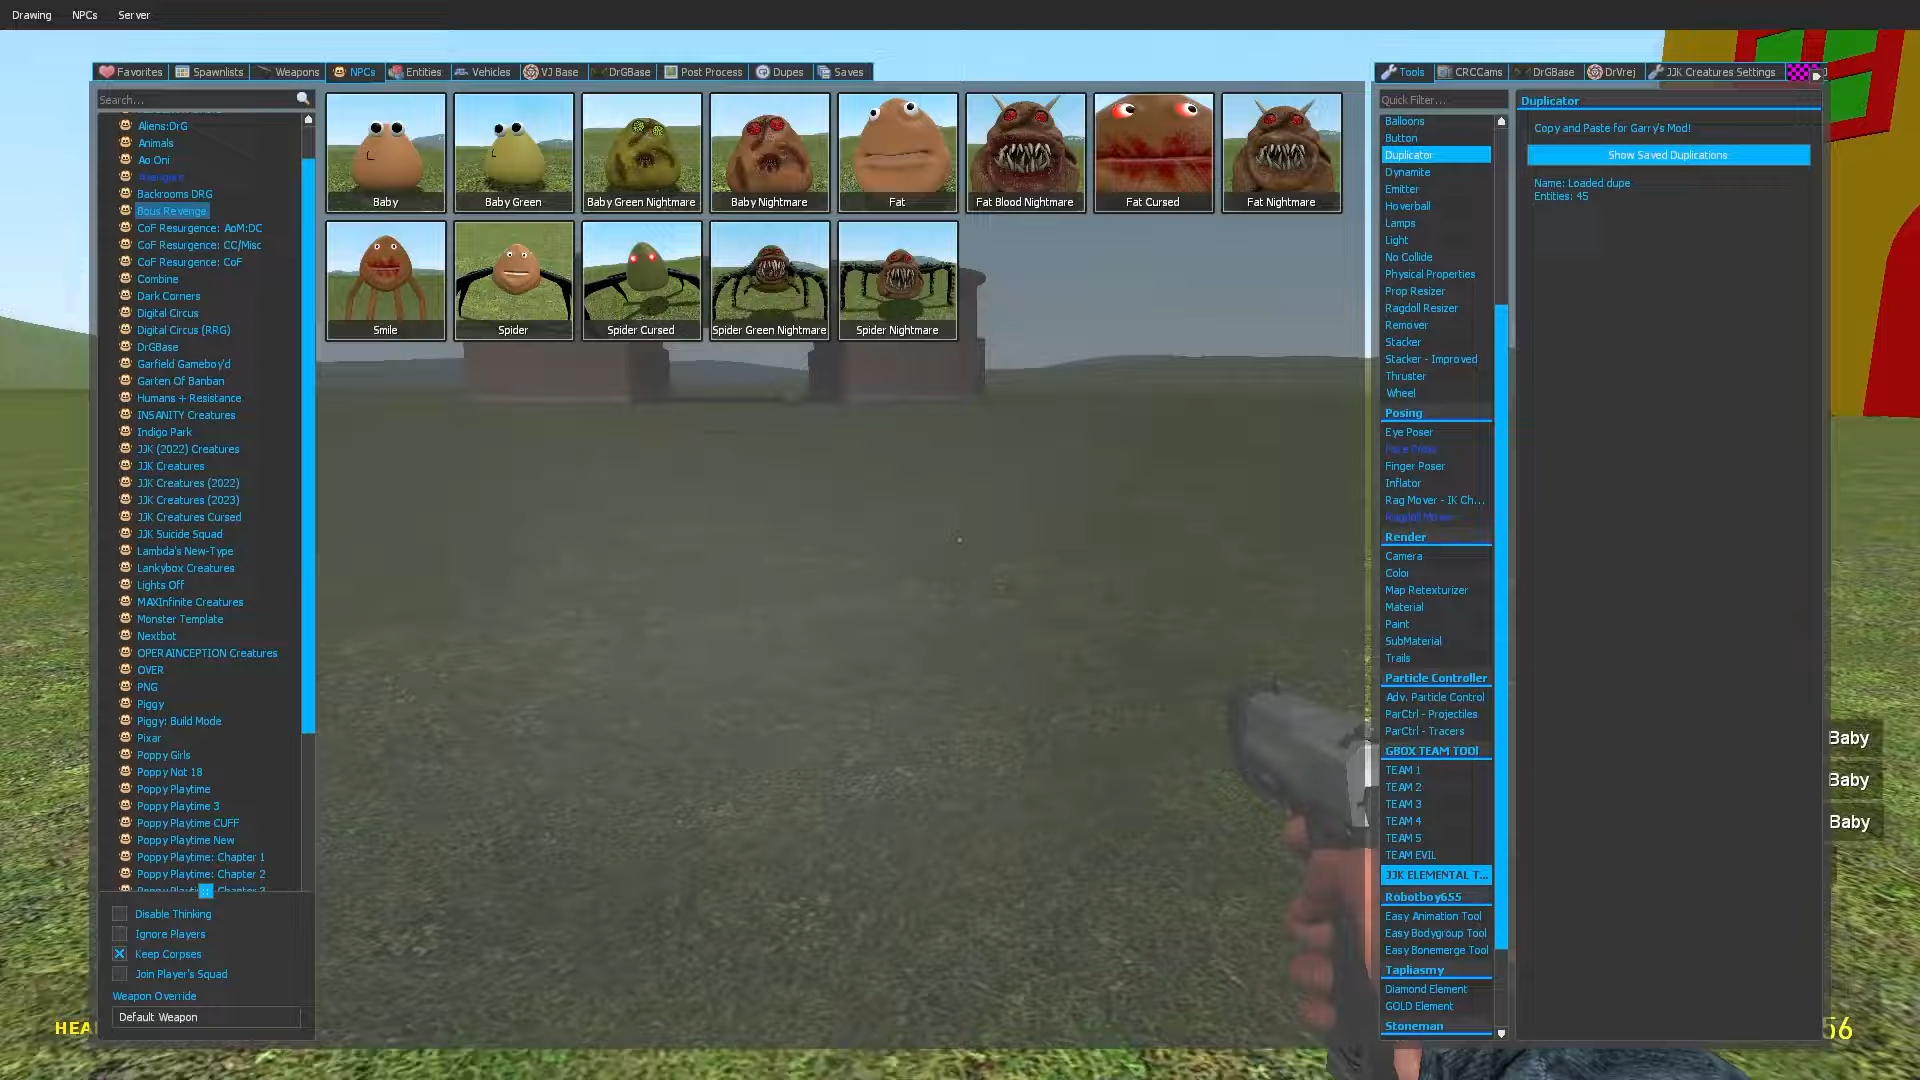 Drawing NPCs Server
Favorites Spawnlists Weapons NPCs Entities Vehicles VJ Base DrGBase Post Process Dupes Saves
Search...
Aliens:DrG
Animals
Ao Oni
Backrooms DRG
Bous Revenge
CoF Resurgence: AoM:DC
CoF Resurgence: CC/Misc
CoF Resurgence: CoF
Combine
Dark Corners
Digital Circus
Digital Circus (RRG)
DrGBase
Garfield Gameboy'd
Garten Of Banban
Humans + Resistance
INSANITY Creatures
Indigo Park
JJK (2022) Creatures
JJK Creatures
JJK Creatures (2022)
JJK Creatures (2023)
JJK Creatures Cursed
JJK Suicide Squad
Lambda's New-Type
Lankybox Creatures
Lights Off
MAXInfinite Creatures
Monster Template
Nextbot
OPERAINCEPTION Creatures
OVER
PNG
Piggy
Piggy: Build Mode
Pixar
Poppy Girls
Poppy Not 18
Poppy Playtime
Poppy Playtime 3
Poppy Playtime CUFF
Poppy Playtime New
Poppy Playtime: Chapter 1
Poppy Playtime: Chapter 2
Disable Thinking
Ignore Players
Keep Corpses
Join Player's Squad
Weapon Override
Default Weapon
HEA
Baby
Baby Green
Baby Green Nightmare
Baby Nightmare
Fat
Fat Blood Nightmare
Fat Cursed
Fat Nightmare
Smile
Spider
Spider Cursed
Spider Green Nightmare
Spider Nightmare
Tools CRCCams DrGBase DrVrej JJK Creatures Settings
Quick Filter...
Balloons
Button
Duplicator
Dynamite
Emitter
Hoverball
Lamps
Light
No Collide
Physical Properties
Prop Resizer
Ragdoll Resizer
Remover
Stacker
Stacker - Improved
Thruster
Wheel
Posing
Eye Poser
Finger Poser
Inflator
Rag Mover - IK Ch...
Render
Camera
Color
Map Retexturizer
Material
Paint
SubMaterial
Trails
Particle Controller
Adv. Particle Control
ParCtrl - Projectiles
ParCtrl - Tracers
GBOX TEAM TOOl
TEAM 1
TEAM 2
TEAM 3
TEAM 4
TEAM 5
TEAM EVIL
JJK ELEMENTAL T...
Robotboy655
Easy Animation Tool
Easy Bodygroup Tool
Easy Bonemerge Tool
Tapliasmy
Diamond Element
GOLD Element
Stoneman
Duplicator
Copy and Paste for Garry's Mod!
Show Saved Duplications
Name: Loaded dupe
Entities: 45
Baby
Baby
Baby
56